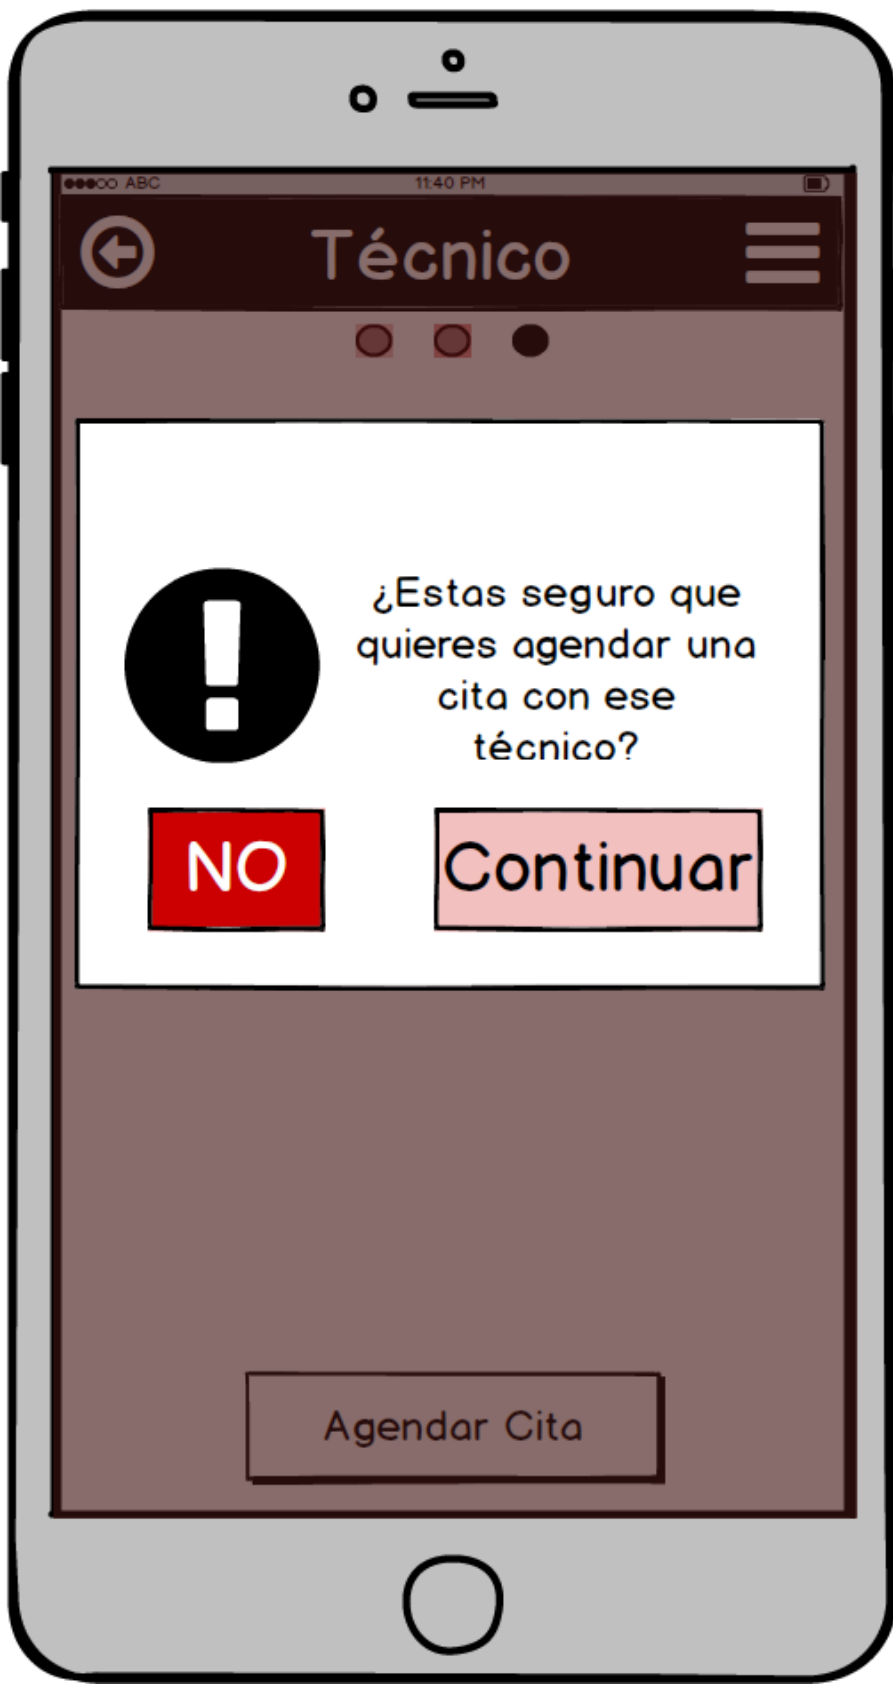 ABC 11:40 PM
Técnico
¿Estas seguro que
quieres agendar una
cita con ese
técnico?
NO Continuar
Agendar Cita